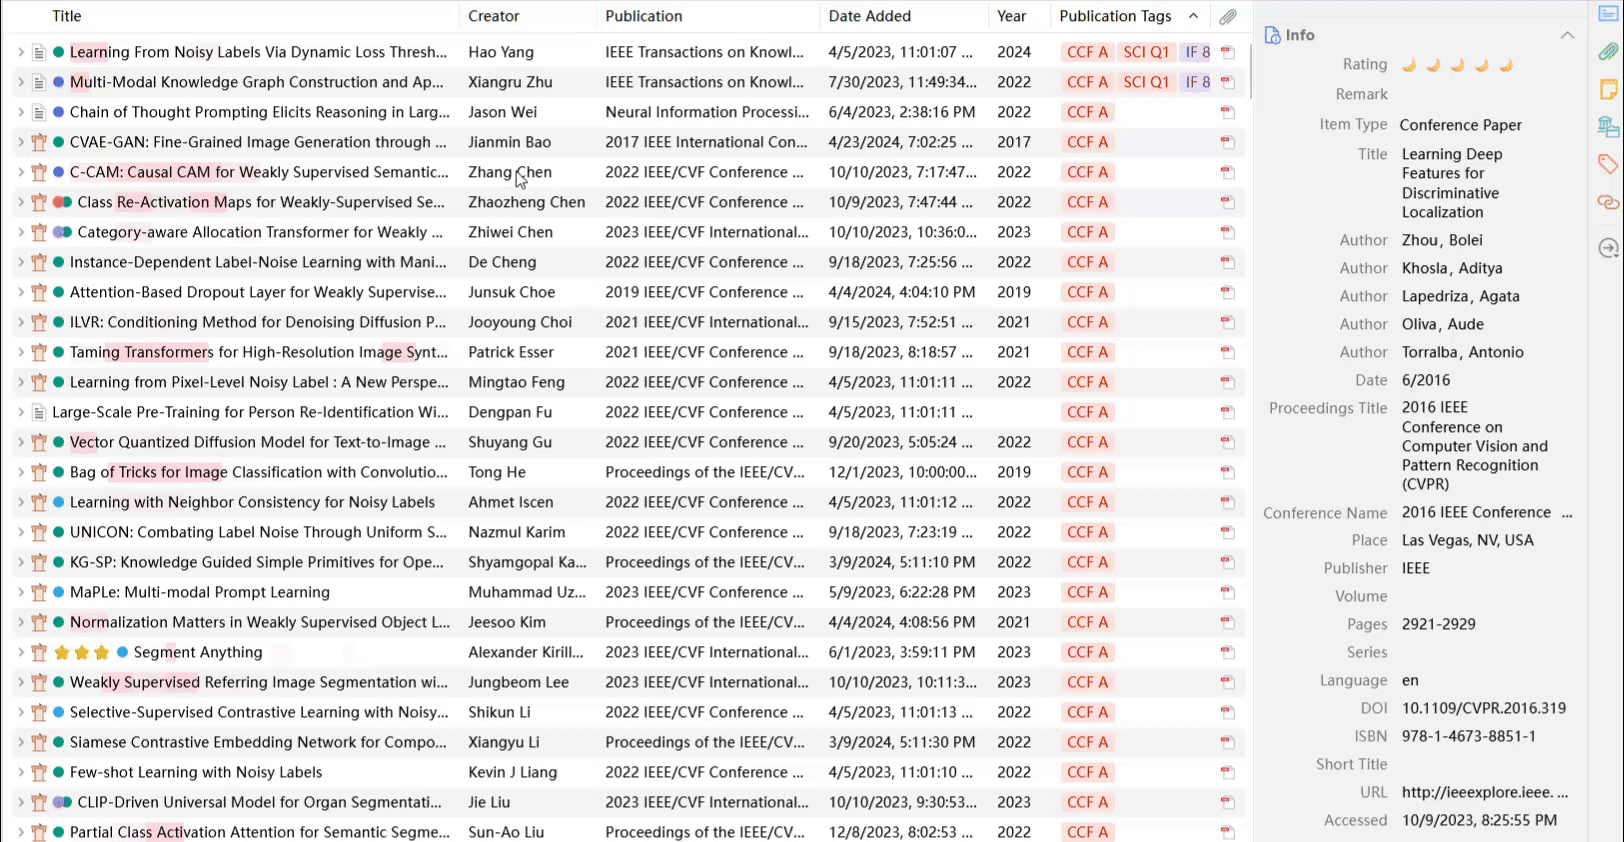 Title Creator Publication Date Added Year Publication Tags
Learning From Noisy Labels Via Dynamic Loss Thresh... Hao Yang IEEE Transactions on Knowl... 4/5/2023, 11:01:07 ... 2024 CCF A SCI Q1 IF 8
Multi-Modal Knowledge Graph Construction and Ap... Xiangru Zhu IEEE Transactions on Knowl... 7/30/2023, 11:49:34... 2022 CCF A SCI Q1 IF 8
Chain of Thought Prompting Elicits Reasoning in Larg... Jason Wei Neural Information Processi... 6/4/2023, 2:38:16 PM 2022 CCF A
CVAE-GAN: Fine-Grained Image Generation through ... Jianmin Bao 2017 IEEE International Con... 4/23/2024, 7:02:25 ... 2017 CCF A
C-CAM: Causal CAM for Weakly Supervised Semantic... Zhang Chen 2022 IEEE/CVF Conference ... 10/10/2023, 7:17:47... 2022 CCF A
Class Re-Activation Maps for Weakly-Supervised Se... Zhaozheng Chen 2022 IEEE/CVF Conference ... 10/9/2023, 7:47:44 ... 2022 CCF A
Category-aware Allocation Transformer for Weakly ... Zhiwei Chen 2023 IEEE/CVF International... 10/10/2023, 10:36:0... 2023 CCF A
Instance-Dependent Label-Noise Learning with Mani... De Cheng 2022 IEEE/CVF Conference ... 9/18/2023, 7:25:56 ... 2022 CCF A
Attention-Based Dropout Layer for Weakly Supervise... Junsuk Choe 2019 IEEE/CVF Conference ... 4/4/2024, 4:04:10 PM 2019 CCF A
ILVR: Conditioning Method for Denoising Diffusion P... Jooyoung Choi 2021 IEEE/CVF International... 9/15/2023, 7:52:51 ... 2021 CCF A
Taming Transformers for High-Resolution Image Synt... Patrick Esser 2021 IEEE/CVF Conference ... 9/18/2023, 8:18:57 ... 2021 CCF A
Learning from Pixel-Level Noisy Label : A New Perspe... Mingtao Feng 2022 IEEE/CVF Conference ... 4/5/2023, 11:01:11 ... 2022 CCF A
Large-Scale Pre-Training for Person Re-Identification Wi... Dengpan Fu 2022 IEEE/CVF Conference ... 4/5/2023, 11:01:11 ... CCF A
Vector Quantized Diffusion Model for Text-to-Image ... Shuyang Gu 2022 IEEE/CVF Conference ... 9/20/2023, 5:05:24 ... 2022 CCF A
Bag of Tricks for Image Classification with Convolutio... Tong He Proceedings of the IEEE/CV... 12/1/2023, 10:00:00... 2019 CCF A
Learning with Neighbor Consistency for Noisy Labels Ahmet Iscen 2022 IEEE/CVF Conference ... 4/5/2023, 11:01:12 ... 2022 CCF A
UNICON: Combating Label Noise Through Uniform S... Nazmul Karim 2022 IEEE/CVF Conference ... 9/18/2023, 7:23:19 ... 2022 CCF A
KG-SP: Knowledge Guided Simple Primitives for Ope... Shyamgopal Ka... Proceedings of the IEEE/CV... 3/9/2024, 5:11:10 PM 2022 CCF A
MaPLe: Multi-modal Prompt Learning Muhammad Uz... 2023 IEEE/CVF Conference ... 5/9/2023, 6:22:28 PM 2023 CCF A
Normalization Matters in Weakly Supervised Object L... Jeesoo Kim Proceedings of the IEEE/CV... 4/4/2024, 4:08:56 PM 2021 CCF A
Segment Anything Alexander Kirill... 2023 IEEE/CVF International... 6/1/2023, 3:59:11 PM 2023 CCF A
Weakly Supervised Referring Image Segmentation wi... Jungbeom Lee 2023 IEEE/CVF International... 10/10/2023, 10:11:3... 2023 CCF A
Selective-Supervised Contrastive Learning with Noisy... Shikun Li 2022 IEEE/CVF Conference ... 4/5/2023, 11:01:13 ... 2022 CCF A
Siamese Contrastive Embedding Network for Compo... Xiangyu Li Proceedings of the IEEE/CV... 3/9/2024, 5:11:30 PM 2022 CCF A
Few-shot Learning with Noisy Labels Kevin J Liang 2022 IEEE/CVF Conference ... 4/5/2023, 11:01:10 ... 2022 CCF A
CLIP-Driven Universal Model for Organ Segmentati... Jie Liu 2023 IEEE/CVF International... 10/10/2023, 9:30:53... 2023 CCF A
Partial Class Activation Attention for Semantic Segme... Sun-Ao Liu Proceedings of the IEEE/CV... 12/8/2023, 8:02:53 ... 2022 CCF A
Info
Rating
Remark
Item Type Conference Paper
Title Learning Deep
Features for
Discriminative
Localization
Author Zhou, Bolei
Author Khosla, Aditya
Author Lapedriza, Agata
Author Oliva, Aude
Author Torralba, Antonio
Date 6/2016
Proceedings Title 2016 IEEE
Conference on
Computer Vision and
Pattern Recognition
(CVPR)
Conference Name 2016 IEEE Conference ...
Place Las Vegas, NV, USA
Publisher IEEE
Volume
Pages 2921-2929
Series
Language en
DOI 10.1109/CVPR.2016.319
ISBN 978-1-4673-8851-1
Short Title
URL http://ieeexplore.ieee. ...
Accessed 10/9/2023, 8:25:55 PM